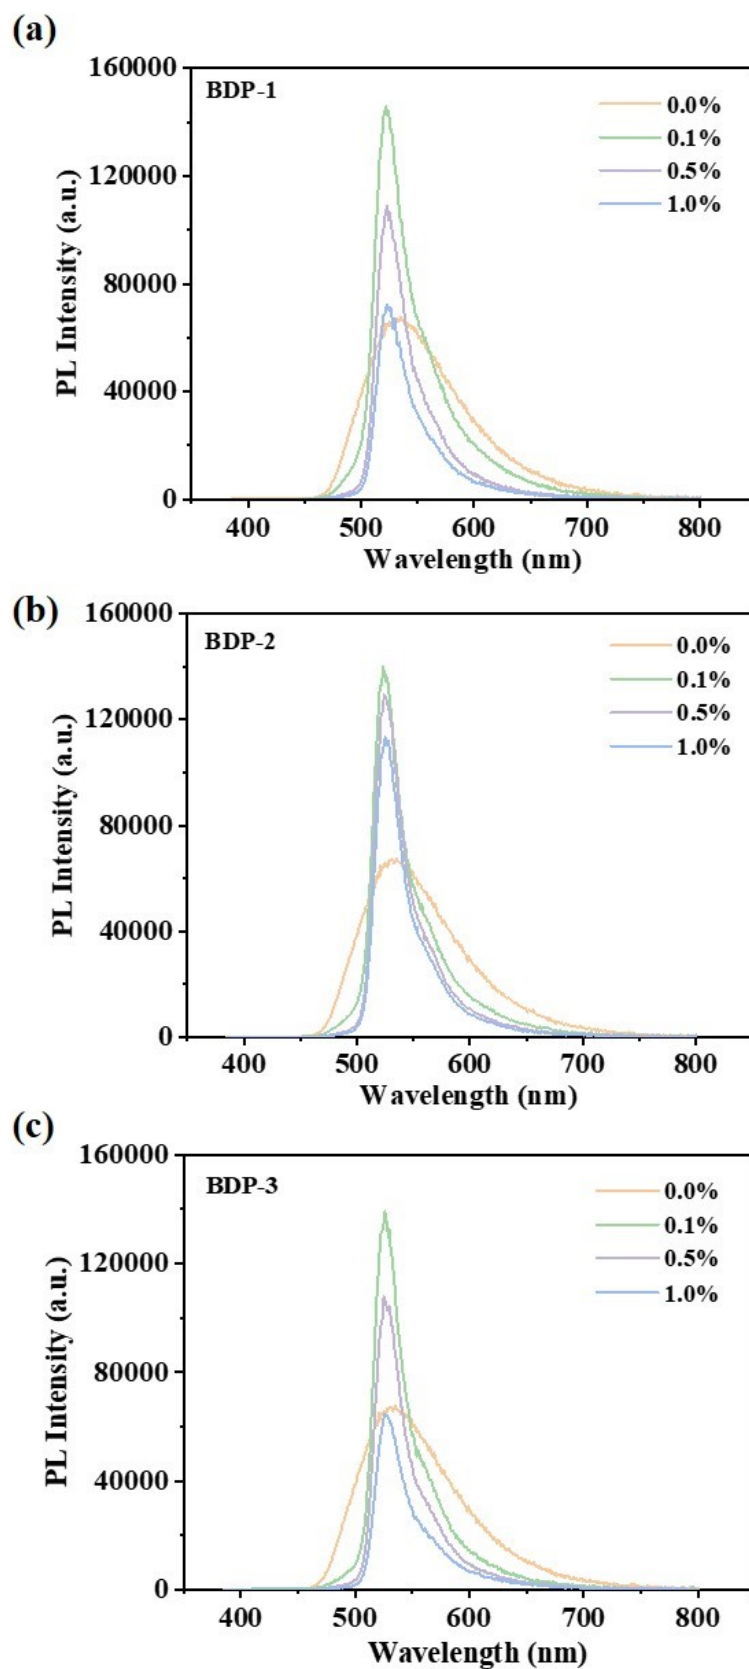 (a)
160000
BDP-1
0.0%
0.1%
120000
0.5%
1.0%
80000
40000
0
PL Intensity (a.u.)
400 500 600 700 800
Wavelength (nm)
(b)
160000
BDP-2
0.0%
0.1%
120000
0.5%
1.0%
80000
40000
0
PL Intensity (a.u.)
400 500 600 700 800
Wavelength (nm)
(c)
160000
BDP-3
0.0%
0.1%
120000
0.5%
1.0%
80000
40000
0
PL Intensity (a.u.)
400 500 600 700 800
Wavelength (nm)